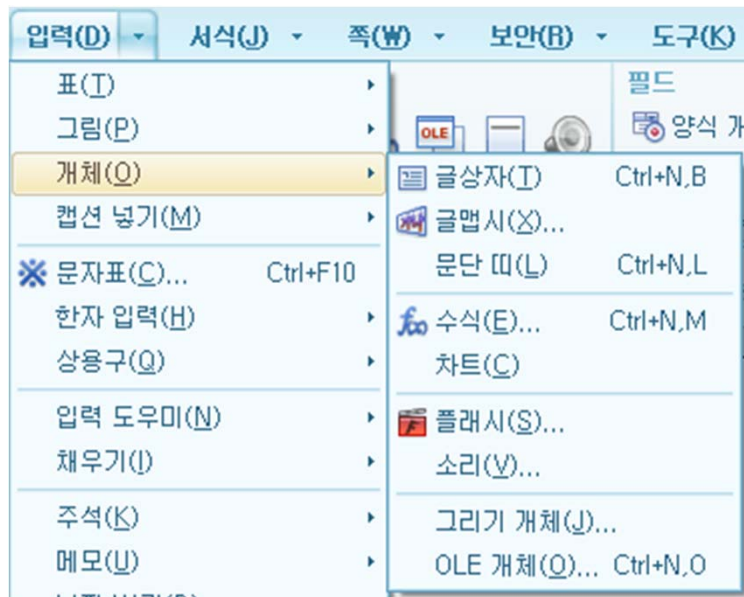 입력(D) 서식(J) 쪽(W) 보안(R) 도구(K)
표(T)
그림(P)
개체(O)
캡션 넣기(M)
문자표(C)... Ctrl+F10
한자 입력(H)
상용구(Q)
입력 도우미(N)
채우기(I)
주석(K)
메모(U)
필드
OLE
양식 개
글상자(T) Ctrl+N,B
글맵시(X)...
문단 띠(L) Ctrl+N,L
수식(E)... Ctrl+N,M
차트(C)
플래시(S)...
소리(V)...
그리기 개체(J)...
OLE 개체(O)... Ctrl+N,O